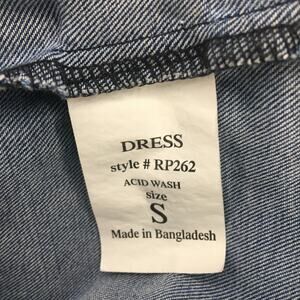 DRESS
style # RP262
ACID WASH
size
S
Made in Bangladesh